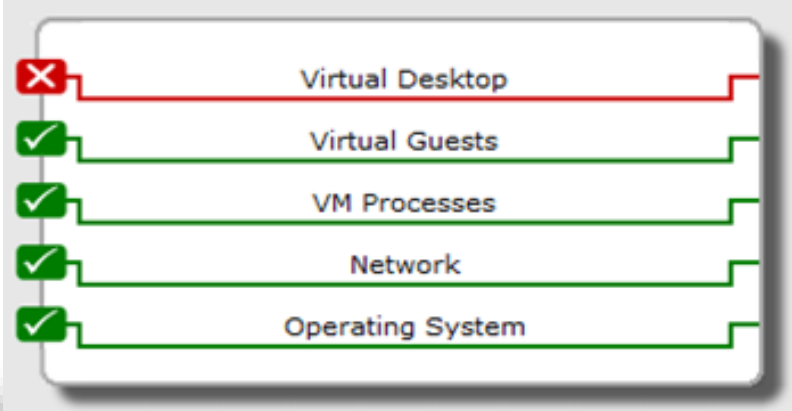 Virtual Desktop
Virtual Guests
VM Processes
Network
Operating System